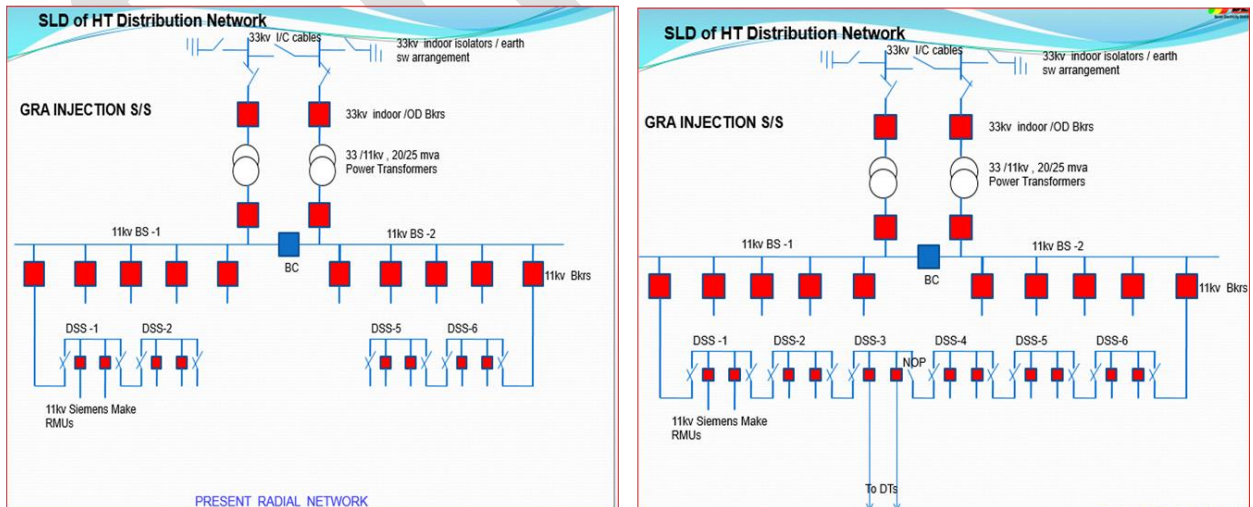 SLD of HT Distribution Network
33kv I/C cables
33kv indoor isolators / earth
sw arrangement
GRA INJECTION S/S
33kv indoor /OD Bkrs
33 /11kv , 20/25 mva
Power Transformers
11kv BS -1
11kv BS -2
BC
11kv Bkrs
DSS -1
DSS-2
DSS-5
DSS-6
11kv Siemens Make
RMUs
PRESENT RADIAL NETWORK
SLD of HT Distribution Network
33kv I/C cables
33kv indoor isolators / earth
sw arrangement
GRA INJECTION S/S
33kv indoor /OD Bkrs
33 /11kv , 20/25 mva
Power Transformers
11kv BS -1
11kv BS -2
BC
11kv Bkrs
DSS -1
DSS-2
DSS-3
DSS-4
DSS-5
DSS-6
NOP
11kv Siemens Make
RMUs
To DTs